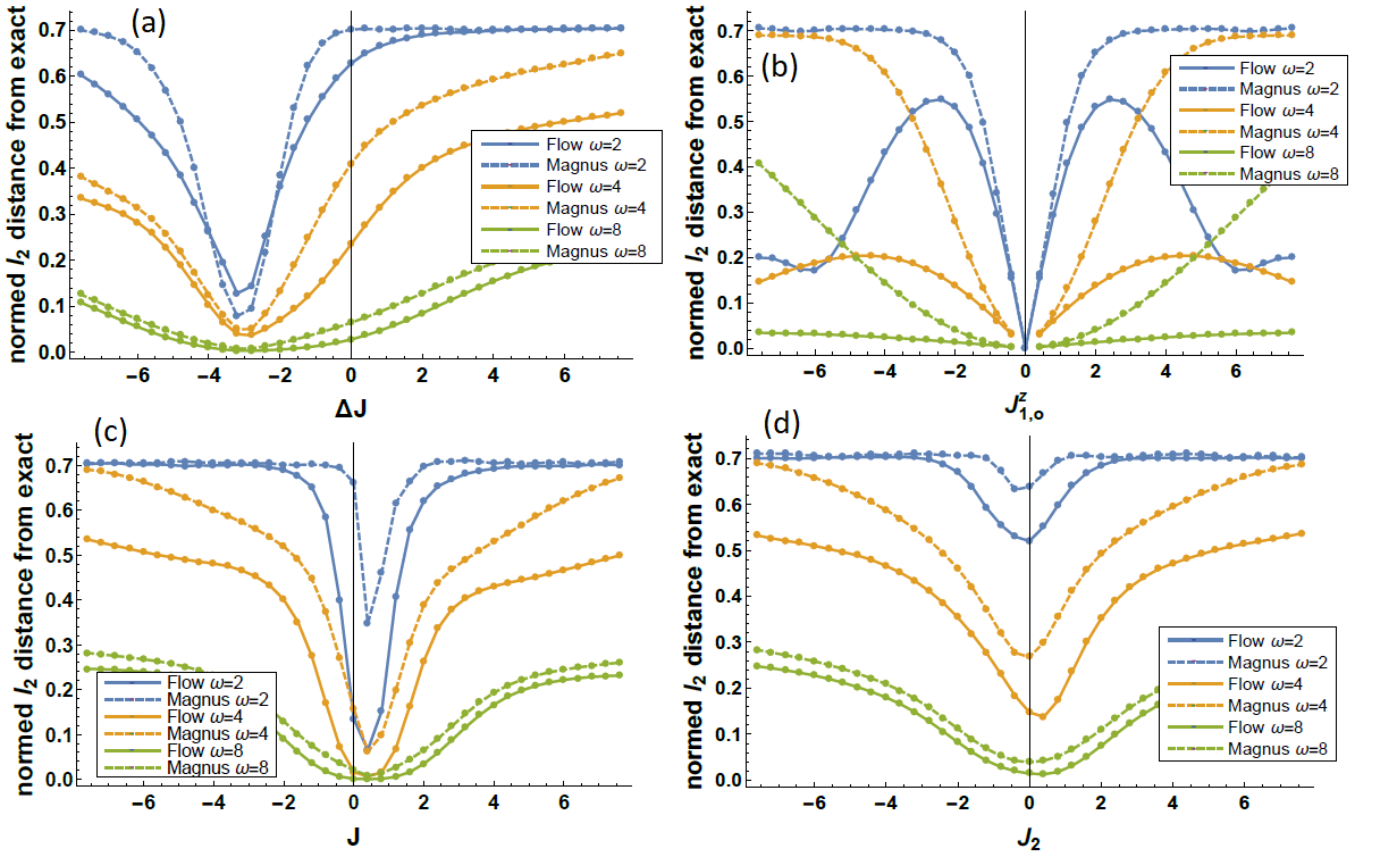 (a)
normed l₂ distance from exact
0.7
0.6
0.5
0.4
0.3
0.2
0.1
0.0
−6 −4 −2 0 2 4 6
ΔJ
Flow ω=2
Magnus ω=2
Flow ω=4
Magnus ω=4
Flow ω=8
Magnus ω=8
(b)
normed l₂ distance from exact
0.7
0.6
0.5
0.4
0.3
0.2
0.1
0.0
−6 −4 −2 0 2 4 6
J₁,ₒᶻ
Flow ω=2
Magnus ω=2
Flow ω=4
Magnus ω=4
Flow ω=8
Magnus ω=8
(c)
normed l₂ distance from exact
0.7
0.6
0.5
0.4
0.3
0.2
0.1
0.0
−6 −4 −2 0 2 4 6
J
Flow ω=2
Magnus ω=2
Flow ω=4
Magnus ω=4
Flow ω=8
Magnus ω=8
(d)
normed l₂ distance from exact
0.7
0.6
0.5
0.4
0.3
0.2
0.1
0.0
−6 −4 −2 0 2 4 6
J₂
Flow ω=2
Magnus ω=2
Flow ω=4
Magnus ω=4
Flow ω=8
Magnus ω=8